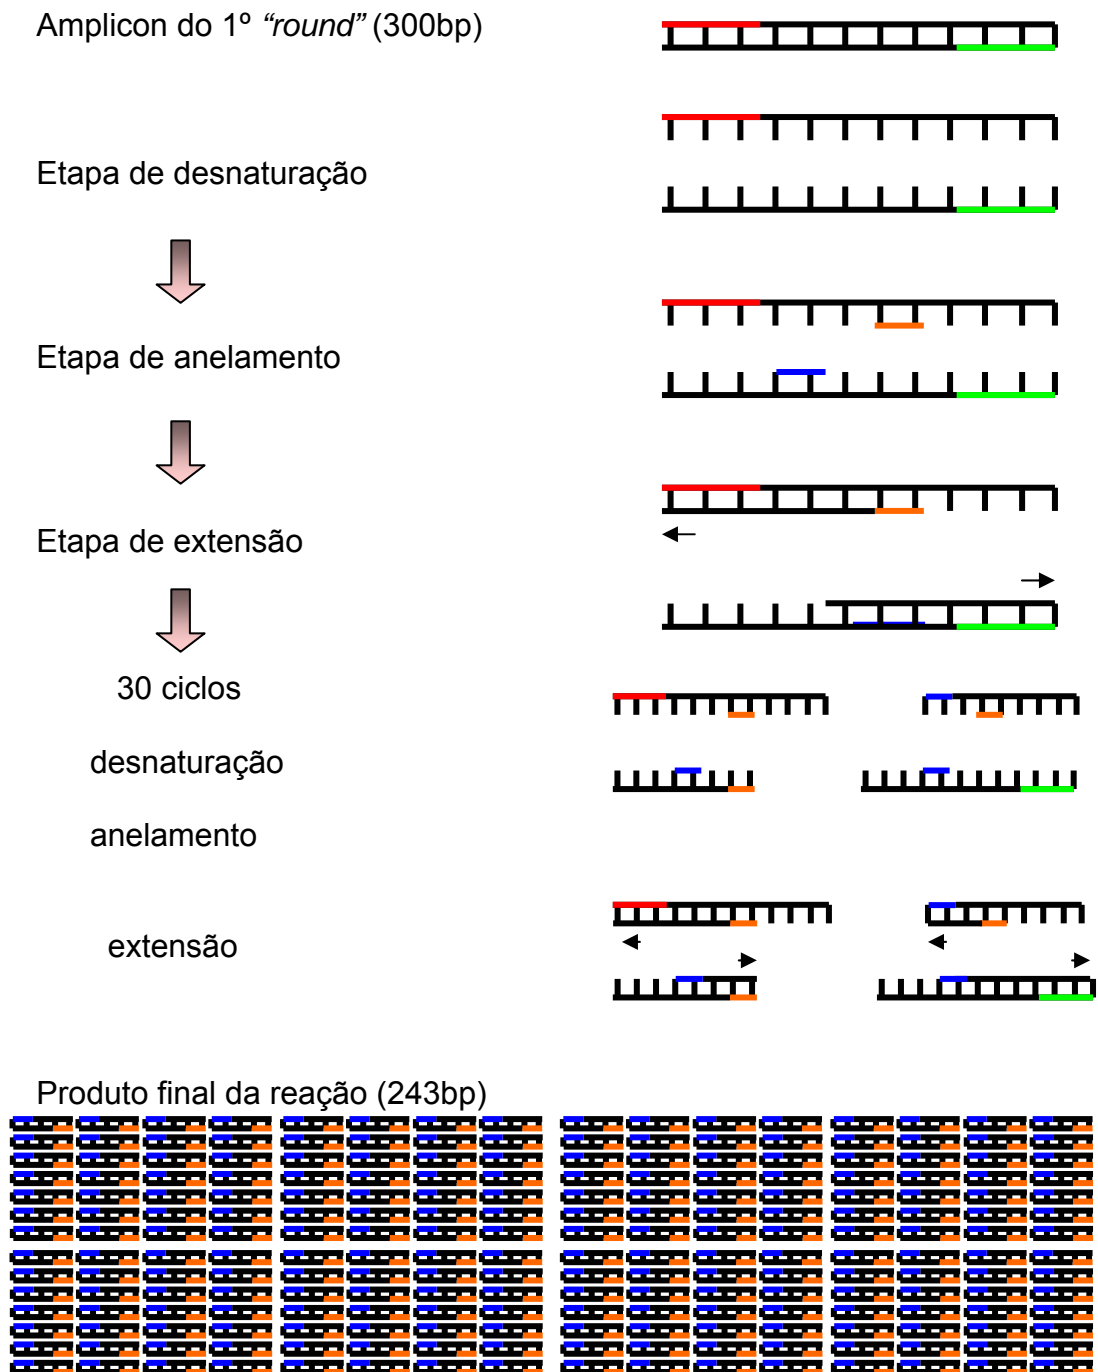 Amplicon do 1º “round” (300bp)
Etapa de desnaturação
Etapa de anelamento
Etapa de extensão
30 ciclos
desnaturação
anelamento
extensão
Produto final da reação (243bp)